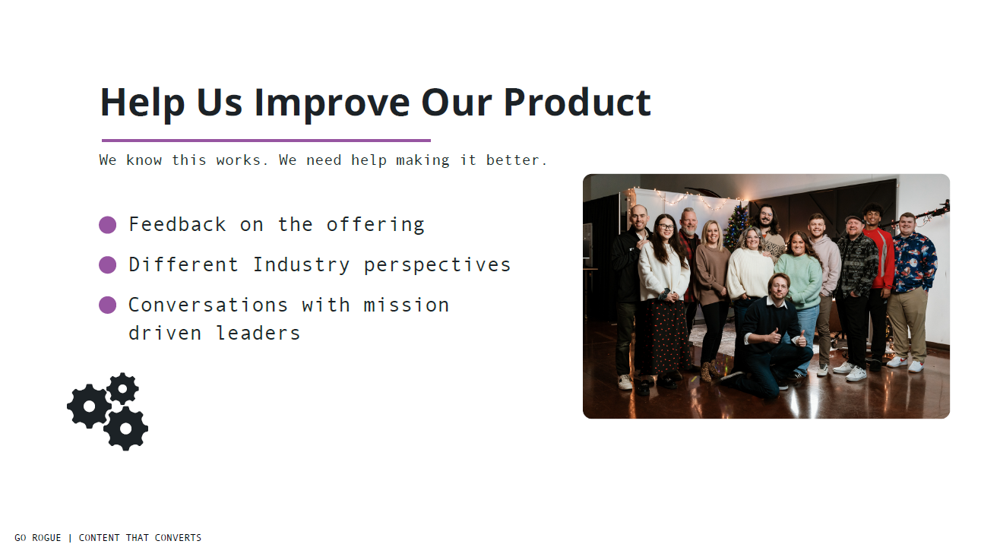 Help Us Improve Our Product
We know this works. We need help making it better.
Feedback on the offering
Different Industry perspectives
Conversations with mission
driven leaders
GO ROGUE | CONTENT THAT CONVERTS